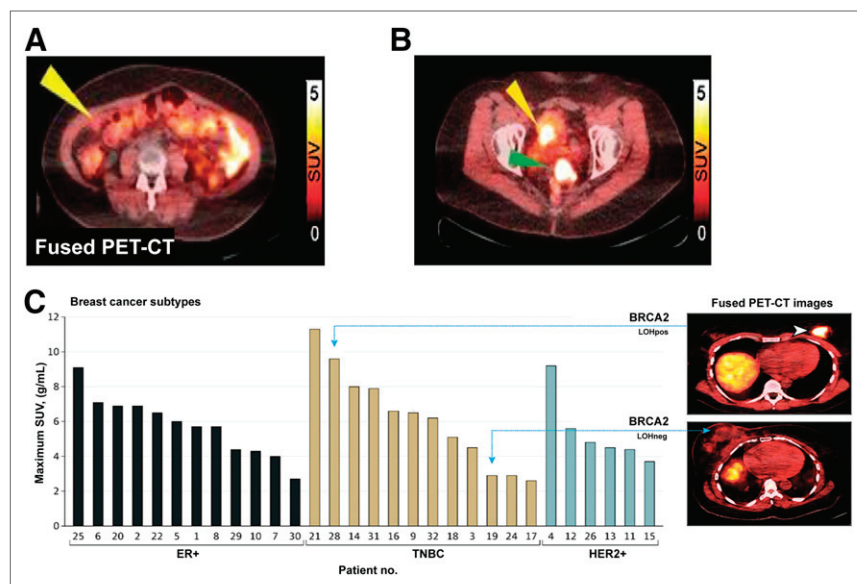 A
B
5
SUV
0
Fused PET-CT
5
SUV
0
C
Breast cancer subtypes
Fused PET-CT images
BRCA2
LOHpos
BRCA2
LOHneg
Maximum SUV, (g/mL)
12
10
8
6
4
2
0
25 6 20 2 22 5 1 8 29 10 7 30 21 28 14 31 16 9 32 18 3 19 24 17 4 12 26 13 11 15
ER+ TNBC HER2+
Patient no.